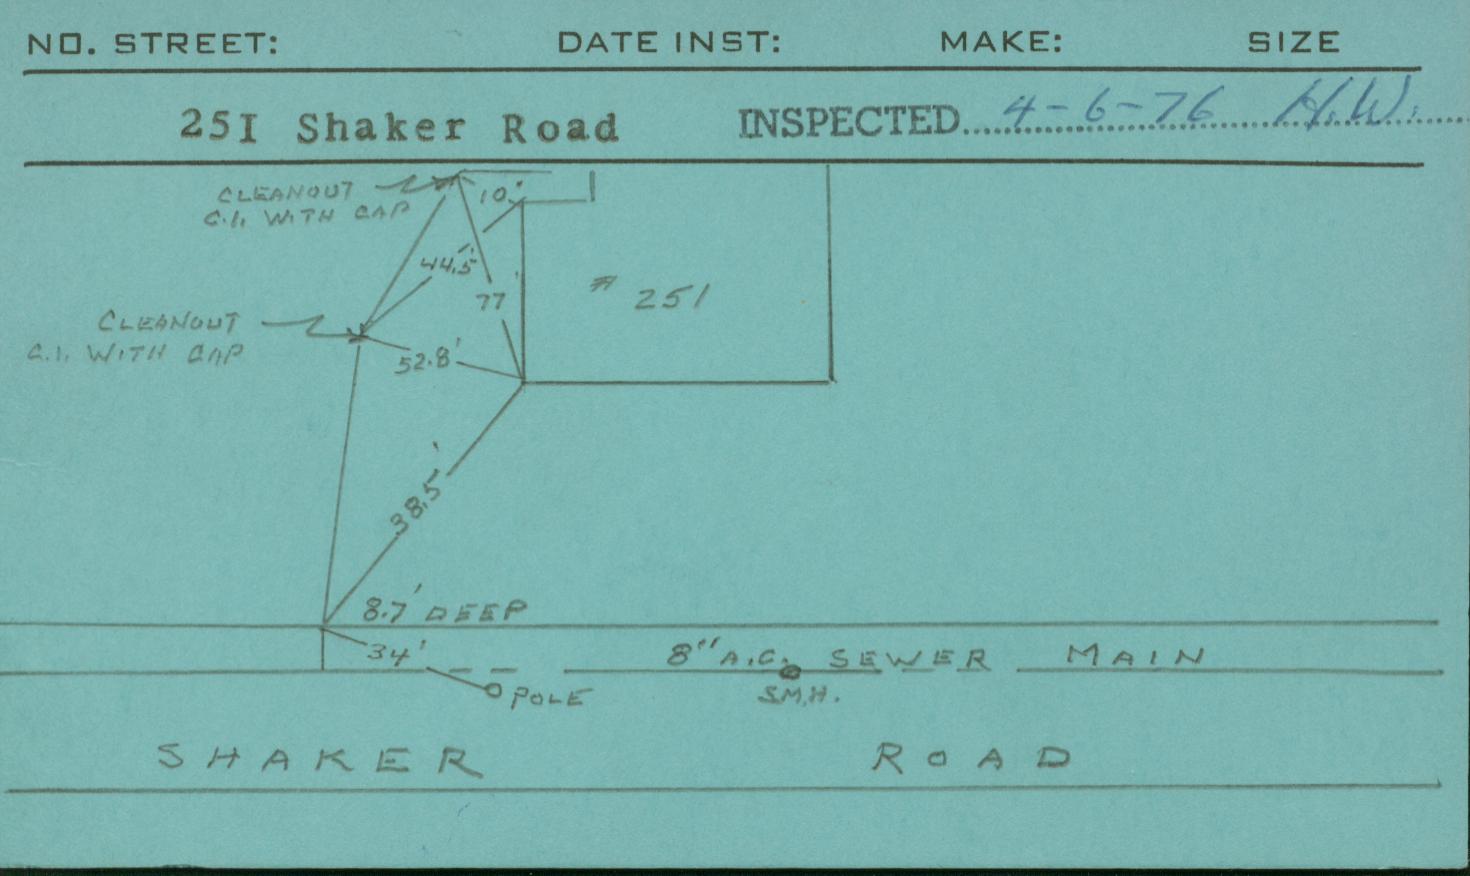 NO. STREET: DATE INST: MAKE: SIZE
251 Shaker Road INSPECTED 4-6-76 H.W.
CLEANOUT
C.I. WITH CAP
10'
44.5'
77'
# 251
CLEANOUT
C.I. WITH CAP
52.8'
38.5'
8.7' DEEP
34'
8" A.C. SEWER MAIN
POLE
S.M.H.
SHAKER ROAD